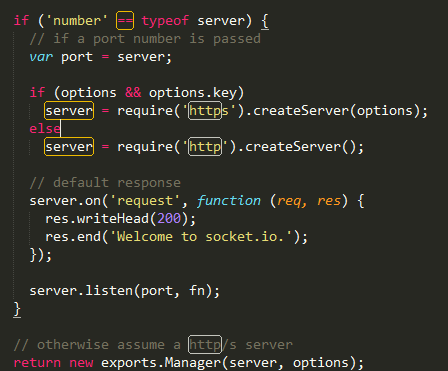 if ('number' == typeof server) {
// if a port number is passed
var port = server;
if (options && options.key)
server = require('https').createServer(options);
else
server = require('http').createServer();
// default response
server.on('request', function (req, res) {
res.writeHead(200);
res.end('Welcome to socket.io.');
});
server.listen(port, fn);
}
// otherwise assume a http/s server
return new exports.Manager(server, options);